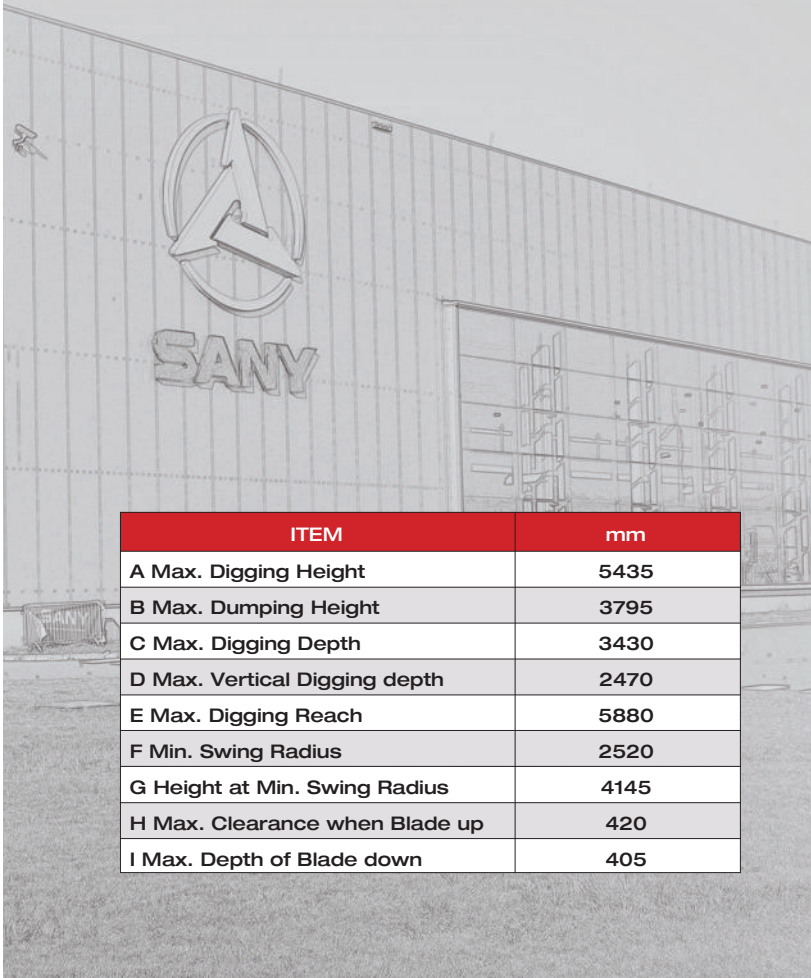 SANY
ITEM mm
A Max. Digging Height 5435
B Max. Dumping Height 3795
C Max. Digging Depth 3430
D Max. Vertical Digging depth 2470
E Max. Digging Reach 5880
F Min. Swing Radius 2520
G Height at Min. Swing Radius 4145
H Max. Clearance when Blade up 420
I Max. Depth of Blade down 405
SANY